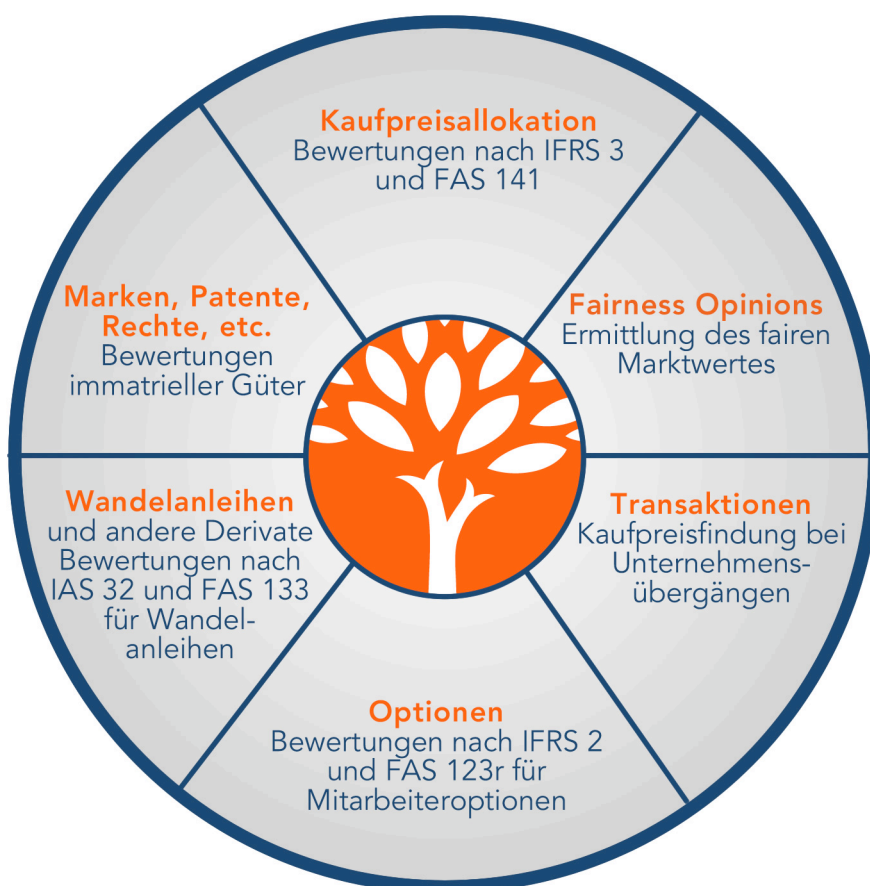 Kaufpreisallokation
Bewertungen nach IFRS 3
und FAS 141
Fairness Opinions
Ermittlung des fairen
Marktwertes
Transaktionen
Kaufpreisfindung bei
Unternehmens-
übergängen
Optionen
Bewertungen nach IFRS 2
und FAS 123r für
Mitarbeiteroptionen
Wandelanleihen
und andere Derivate
Bewertungen nach
IAS 32 und FAS 133
für Wandel-
anleihen
Marken, Patente,
Rechte, etc.
Bewertungen
immatrieller Güter